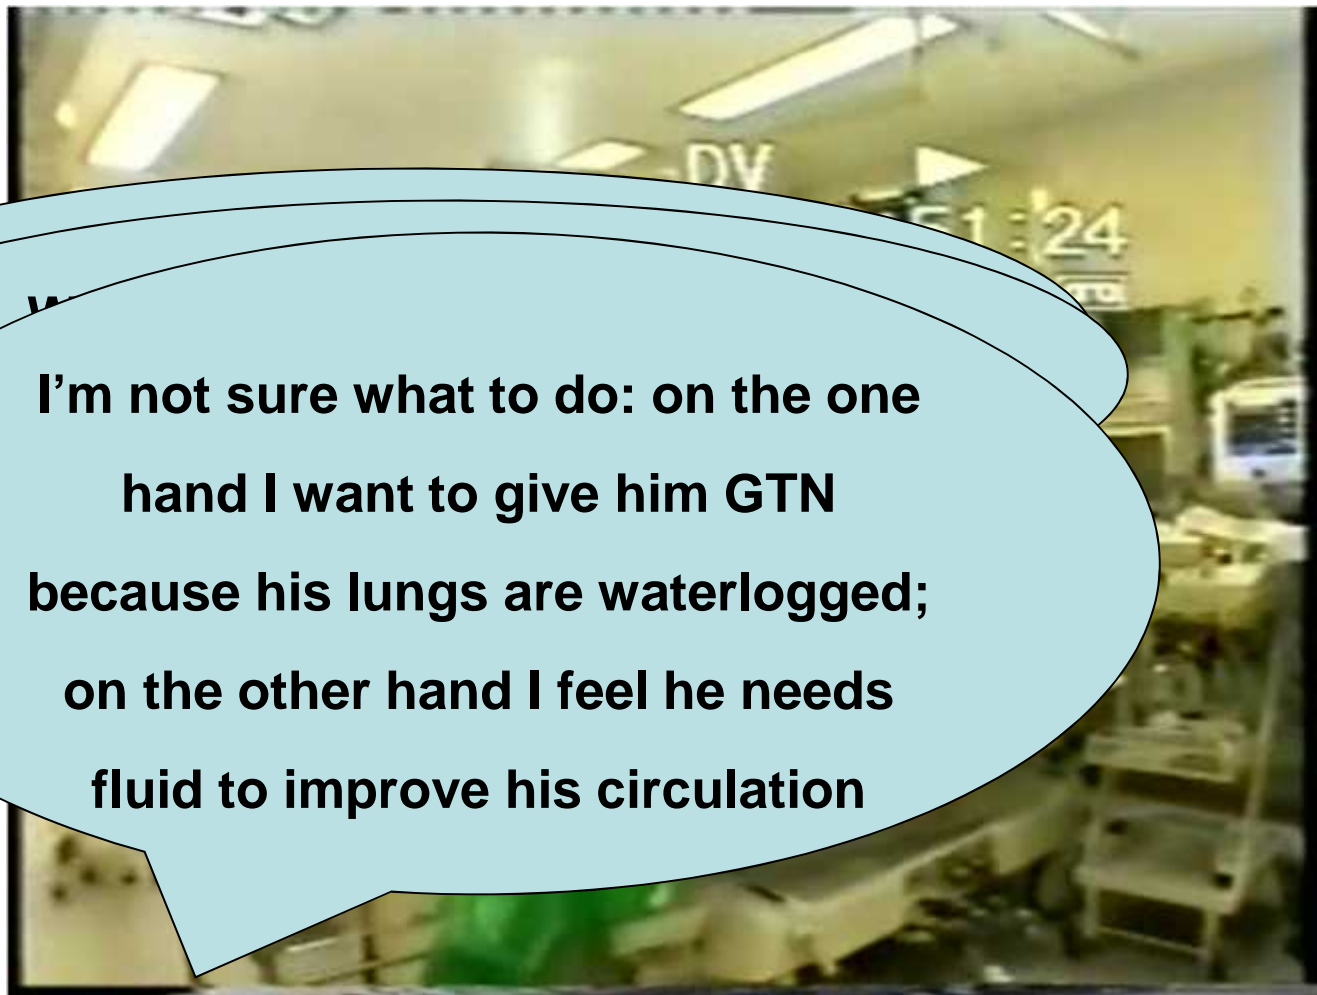 DV
51:24
I’m not sure what to do: on the one
hand I want to give him GTN
because his lungs are waterlogged;
on the other hand I feel he needs
fluid to improve his circulation